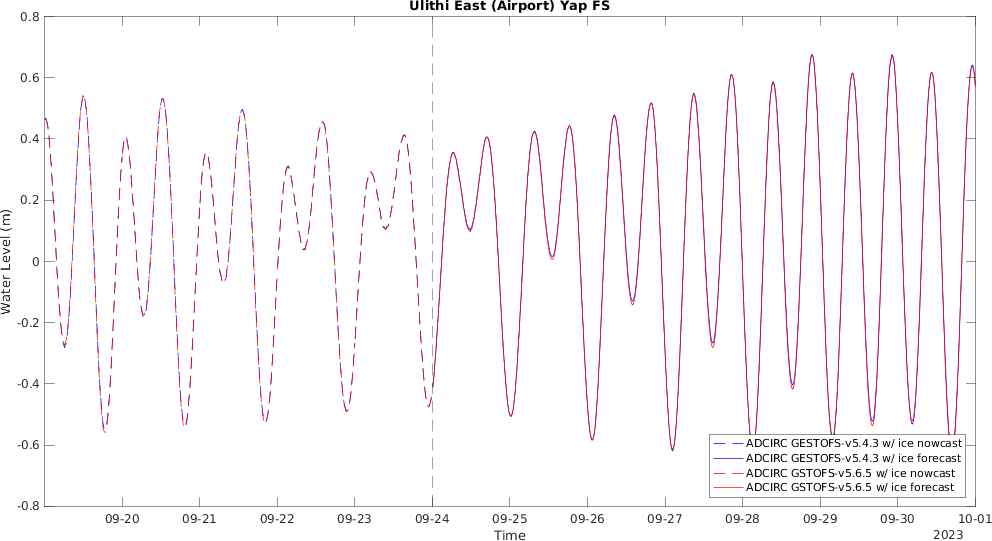 Ulithi East (Airport) Yap FS
0.8
0.6
0.4
0.2
0
-0.2
-0.4
-0.6
-0.8
Water Level (m)
ADCIRC GESTOFS-v5.4.3 w/ ice nowcast
ADCIRC GESTOFS-v5.4.3 w/ ice forecast
ADCIRC GSTOFS-v5.6.5 w/ ice nowcast
ADCIRC GSTOFS-v5.6.5 w/ ice forecast
09-20 09-21 09-22 09-23 09-24 09-25 09-26 09-27 09-28 09-29 09-30 10-01
Time
2023